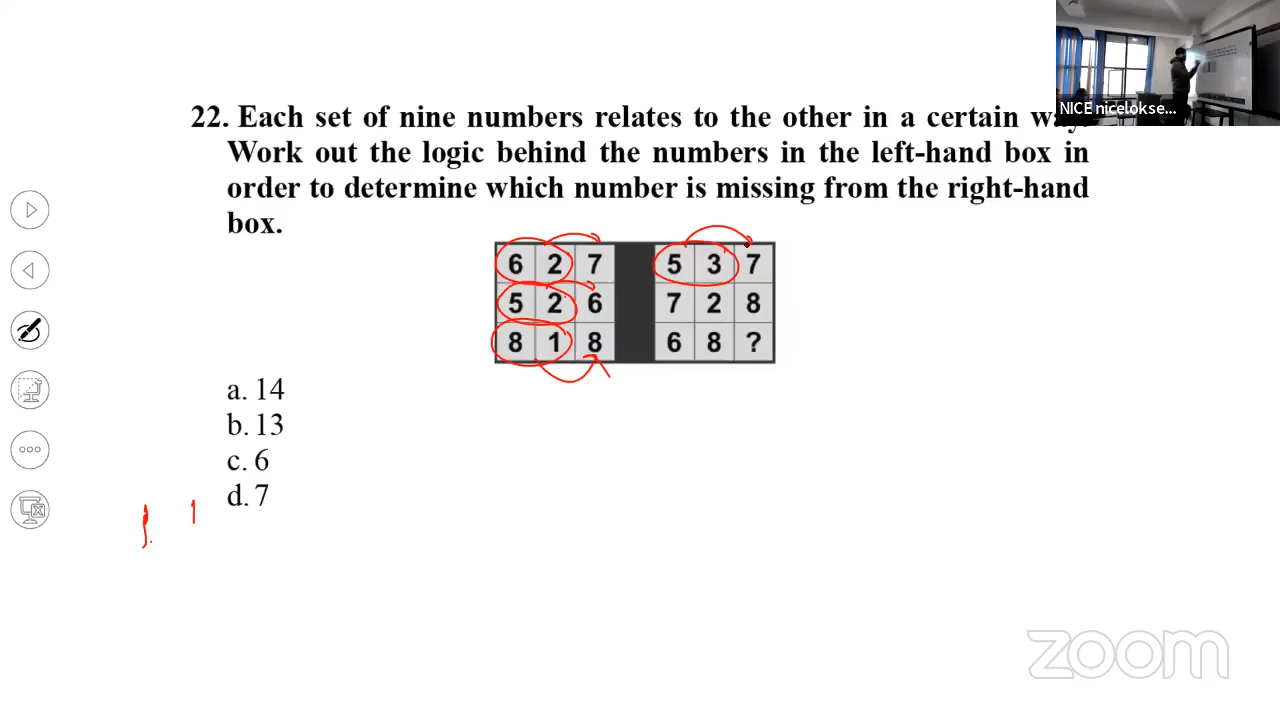 NICE nicelokse...
22. Each set of nine numbers relates to the other in a certain way.
Work out the logic behind the numbers in the left-hand box in
order to determine which number is missing from the right-hand
box.
6 2 7 5 3 7
5 2 6 7 2 8
8 1 8 6 8 ?
a. 14
b. 13
c. 6
d. 7
1
zoom